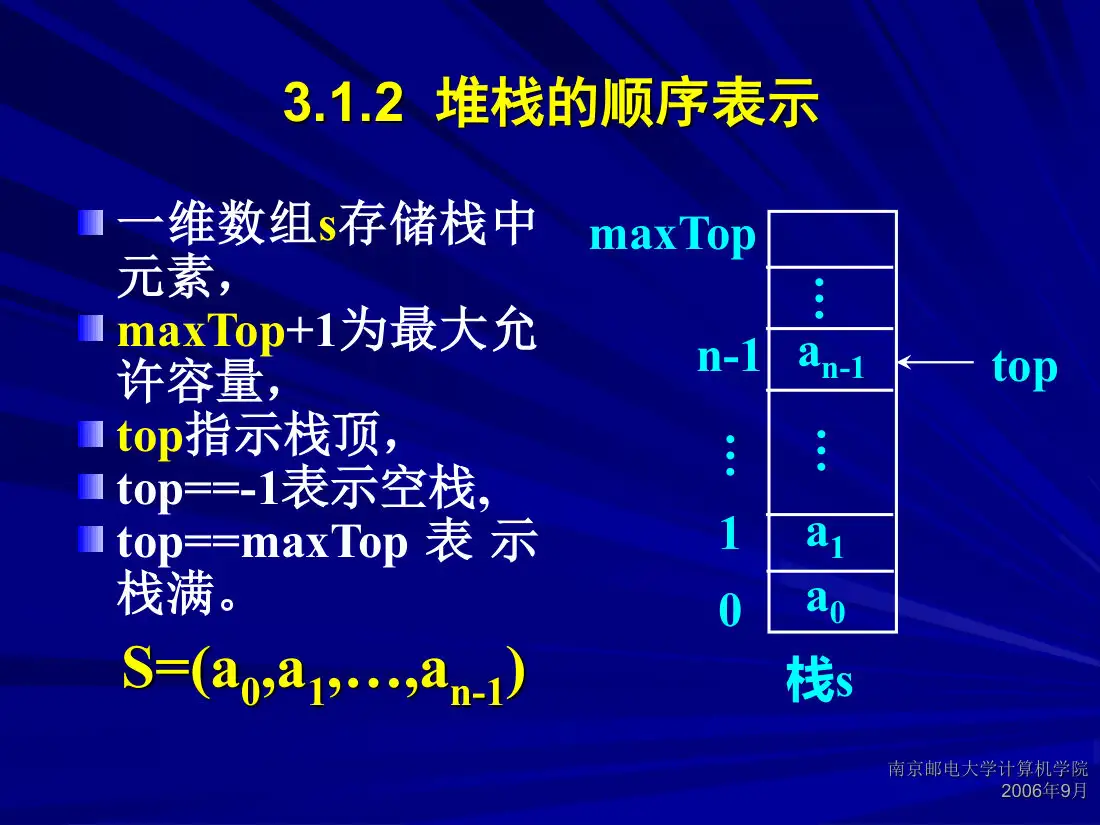 3.1.2 堆栈的顺序表示
一维数组s存储栈中
元素，
maxTop+1为最大允
许容量，
top指示栈顶，
top==-1表示空栈,
top==maxTop 表 示
栈满。
S=(a0,a1,…,an-1)
maxTop
⋮
n-1 an-1 top
⋮ ⋮
1 a1
0 a0
栈s
南京邮电大学计算机学院
2006年9月